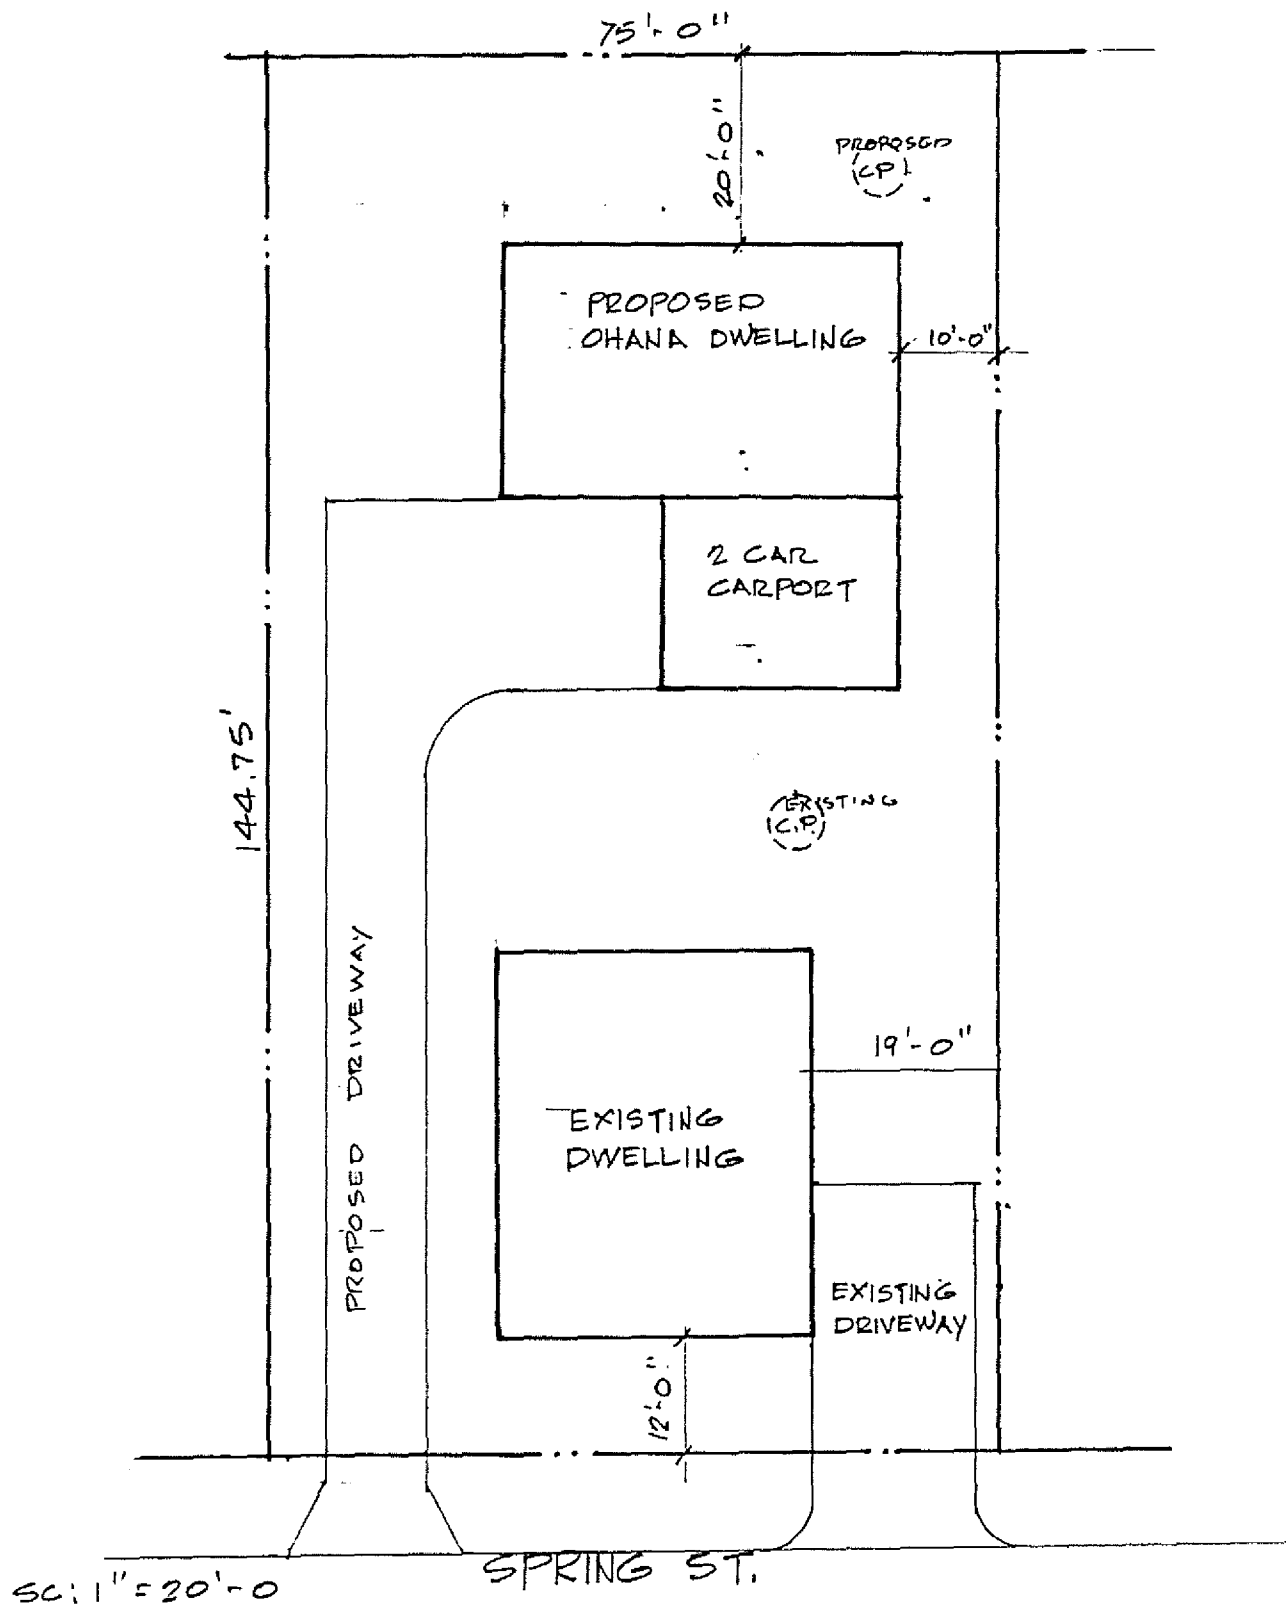 75'-0"
20'-0"
PROPOSED
CP
PROPOSED
OHANA DWELLING
10'-0"
2 CAR
CARPORT
144.75'
EXISTING
C.P.
PROPOSED DRIVEWAY
19'-0"
EXISTING
DWELLING
EXISTING
DRIVEWAY
12'-0"
SPRING ST.
SC: 1" = 20'-0